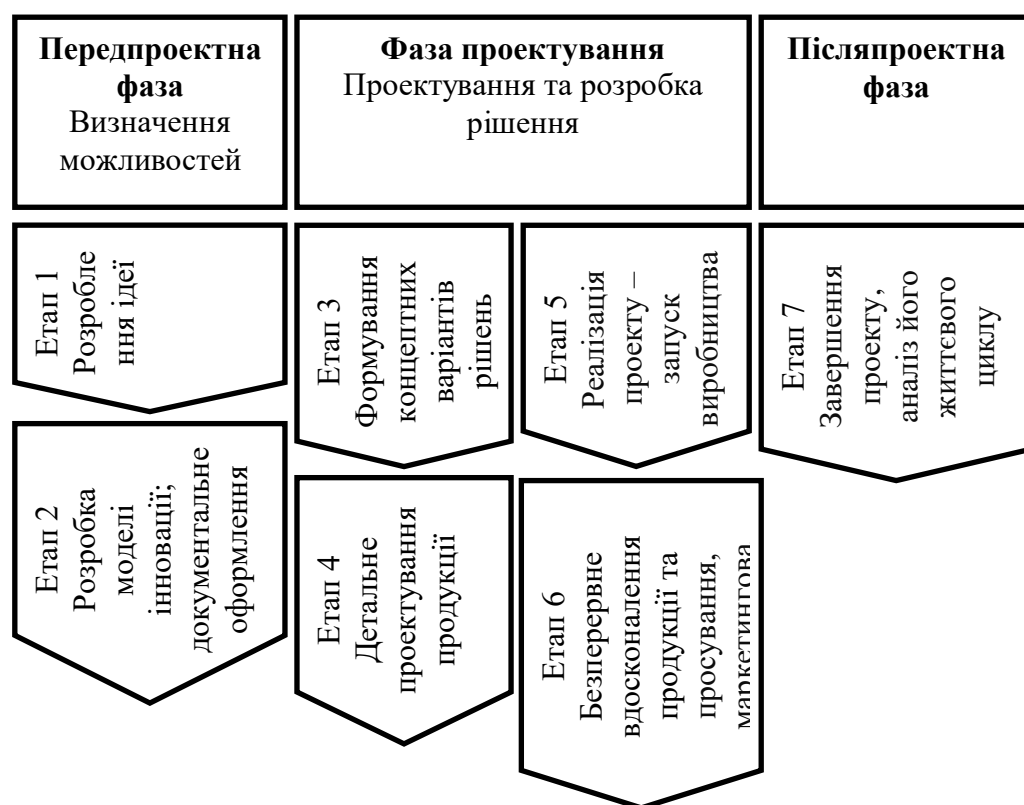 Передпроектна
фаза
Визначення
можливостей
Фаза проектування
Проектування та розробка
рішення
Післяпроектна
фаза
Етап 1
Розробле
ння ідеї
Етап 2
Розробка
моделі
інновації;
документальне
оформлення
Етап 3
Формування
концептних
варіантів
рішень
Етап 4
Детальне
проектування
продукції
Етап 5
Реалізація
проекту –
запуск
виробництва
Етап 6
Безперервне
вдосконалення
продукції та
просування,
маркетингова
Етап 7
Завершення
проекту,
аналіз його
життєвого
циклу